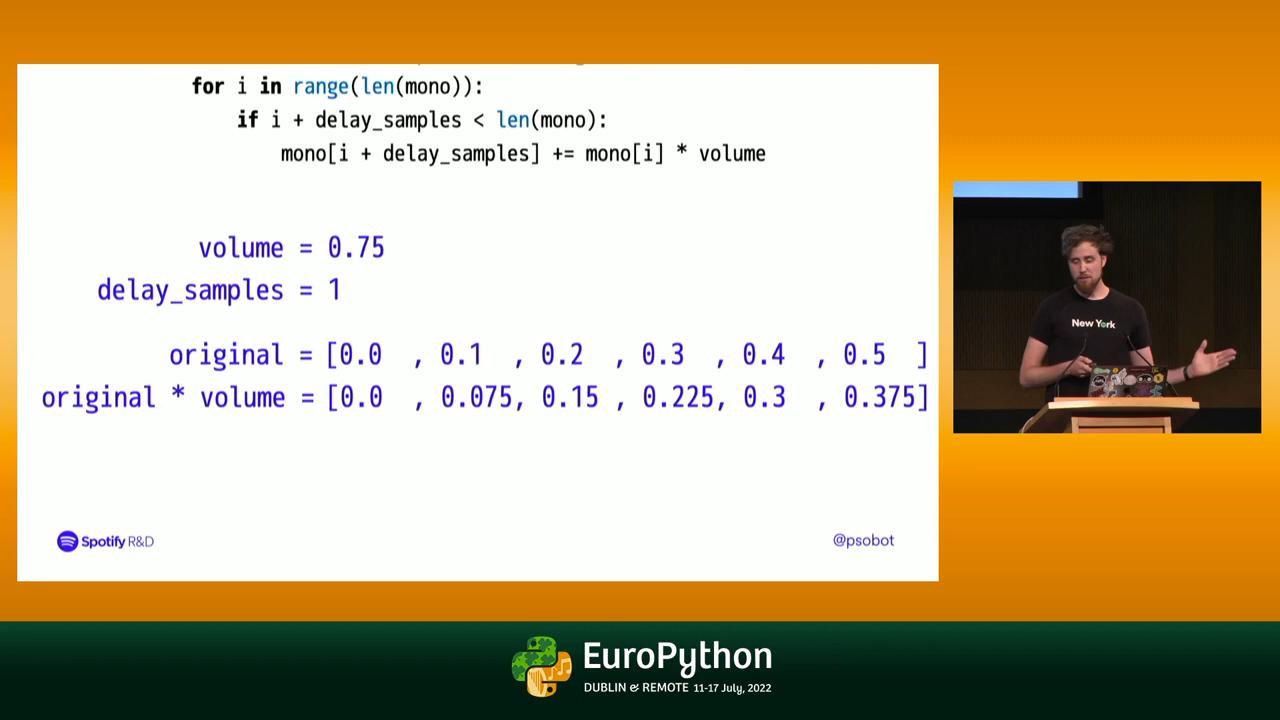 for i in range(len(mono)):
if i + delay_samples < len(mono):
mono[i + delay_samples] += mono[i] * volume
volume = 0.75
delay_samples = 1
original = [0.0 , 0.1 , 0.2 , 0.3 , 0.4 , 0.5 ]
original * volume = [0.0 , 0.075, 0.15 , 0.225, 0.3 , 0.375]
Spotify R&D
@psobot
New York
EuroPython
DUBLIN & REMOTE 11-17 July, 2022